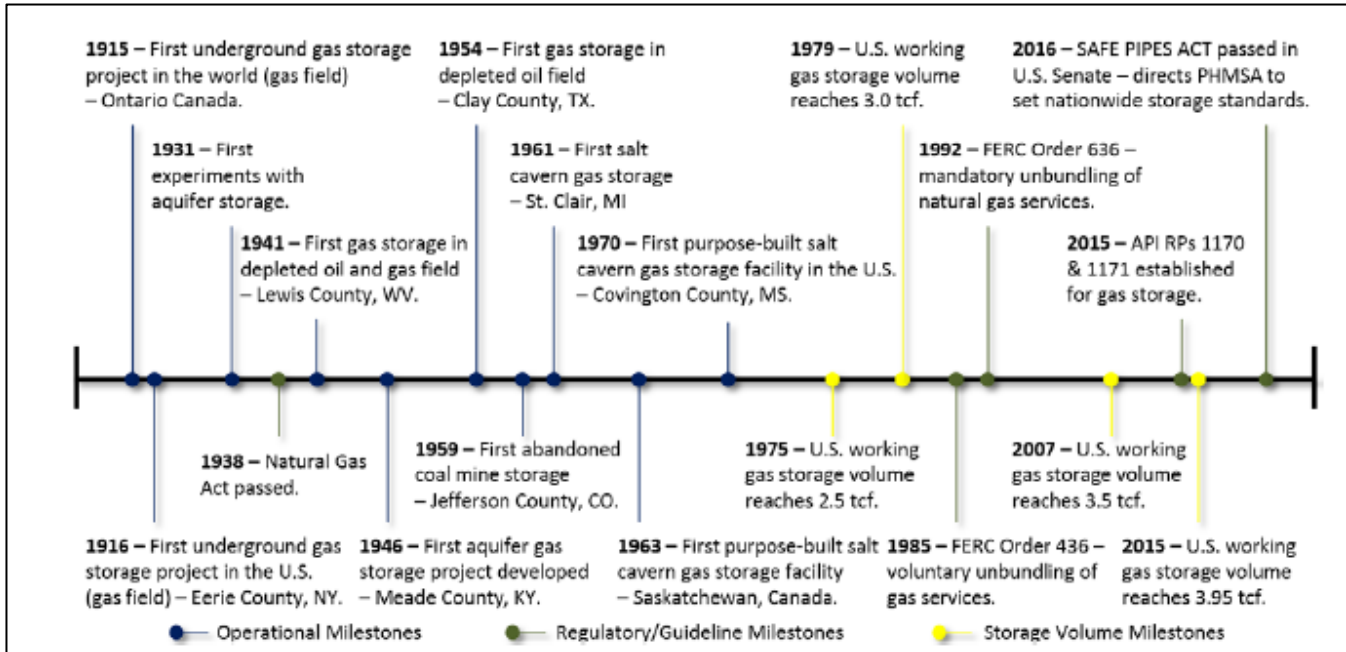 1915 – First underground gas storage
project in the world (gas field)
– Ontario Canada.
1954 – First gas storage in
depleted oil field
– Clay County, TX.
1979 – U.S. working
gas storage volume
reaches 3.0 tcf.
2016 – SAFE PIPES ACT passed in
U.S. Senate – directs PHMSA to
set nationwide storage standards.
1931 – First
experiments with
aquifer storage.
1961 – First salt
cavern gas storage
– St. Clair, MI
1992 – FERC Order 636 –
mandatory unbundling of
natural gas services.
1941 – First gas storage in
depleted oil and gas field
– Lewis County, WV.
1970 – First purpose-built salt
cavern gas storage facility in the U.S.
– Covington County, MS.
2015 – API RPs 1170
& 1171 established
for gas storage.
1938 – Natural Gas
Act passed.
1959 – First abandoned
coal mine storage
– Jefferson County, CO.
1975 – U.S. working
gas storage volume
reaches 2.5 tcf.
2007 – U.S. working
gas storage volume
reaches 3.5 tcf.
1916 – First underground gas
storage project in the U.S.
(gas field) – Eerie County, NY.
1946 – First aquifer gas
storage project developed
– Meade County, KY.
1963 – First purpose-built salt
cavern gas storage facility
– Saskatchewan, Canada.
1985 – FERC Order 436 –
voluntary unbundling of
gas services.
2015 – U.S. working
gas storage volume
reaches 3.95 tcf.
Operational Milestones
Regulatory/Guideline Milestones
Storage Volume Milestones